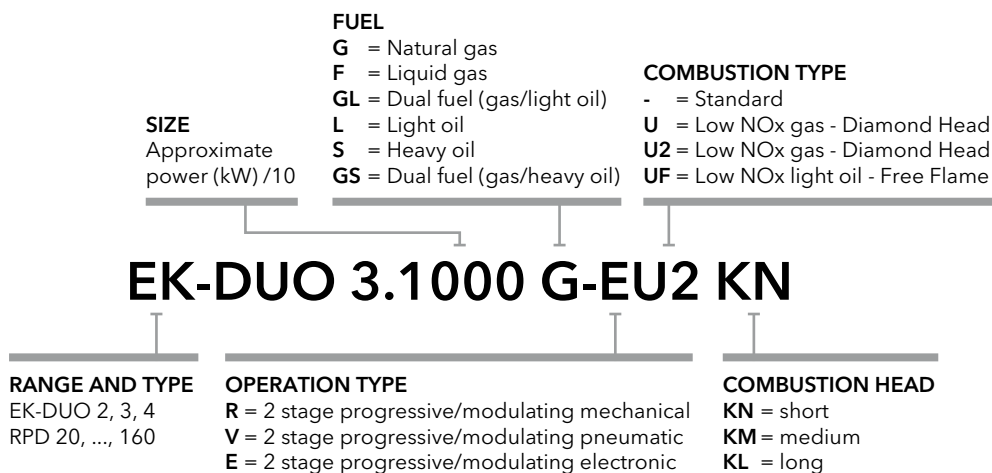 FUEL
G = Natural gas
F = Liquid gas
GL = Dual fuel (gas/light oil)
L = Light oil
S = Heavy oil
GS = Dual fuel (gas/heavy oil)
COMBUSTION TYPE
- = Standard
U = Low NOx gas - Diamond Head
U2 = Low NOx gas - Diamond Head
UF = Low NOx light oil - Free Flame
SIZE
Approximate
power (kW) /10
EK-DUO 3.1000 G-EU2 KN
RANGE AND TYPE
EK-DUO 2, 3, 4
RPD 20, ..., 160
OPERATION TYPE
R = 2 stage progressive/modulating mechanical
V = 2 stage progressive/modulating pneumatic
E = 2 stage progressive/modulating electronic
COMBUSTION HEAD
KN = short
KM = medium
KL = long